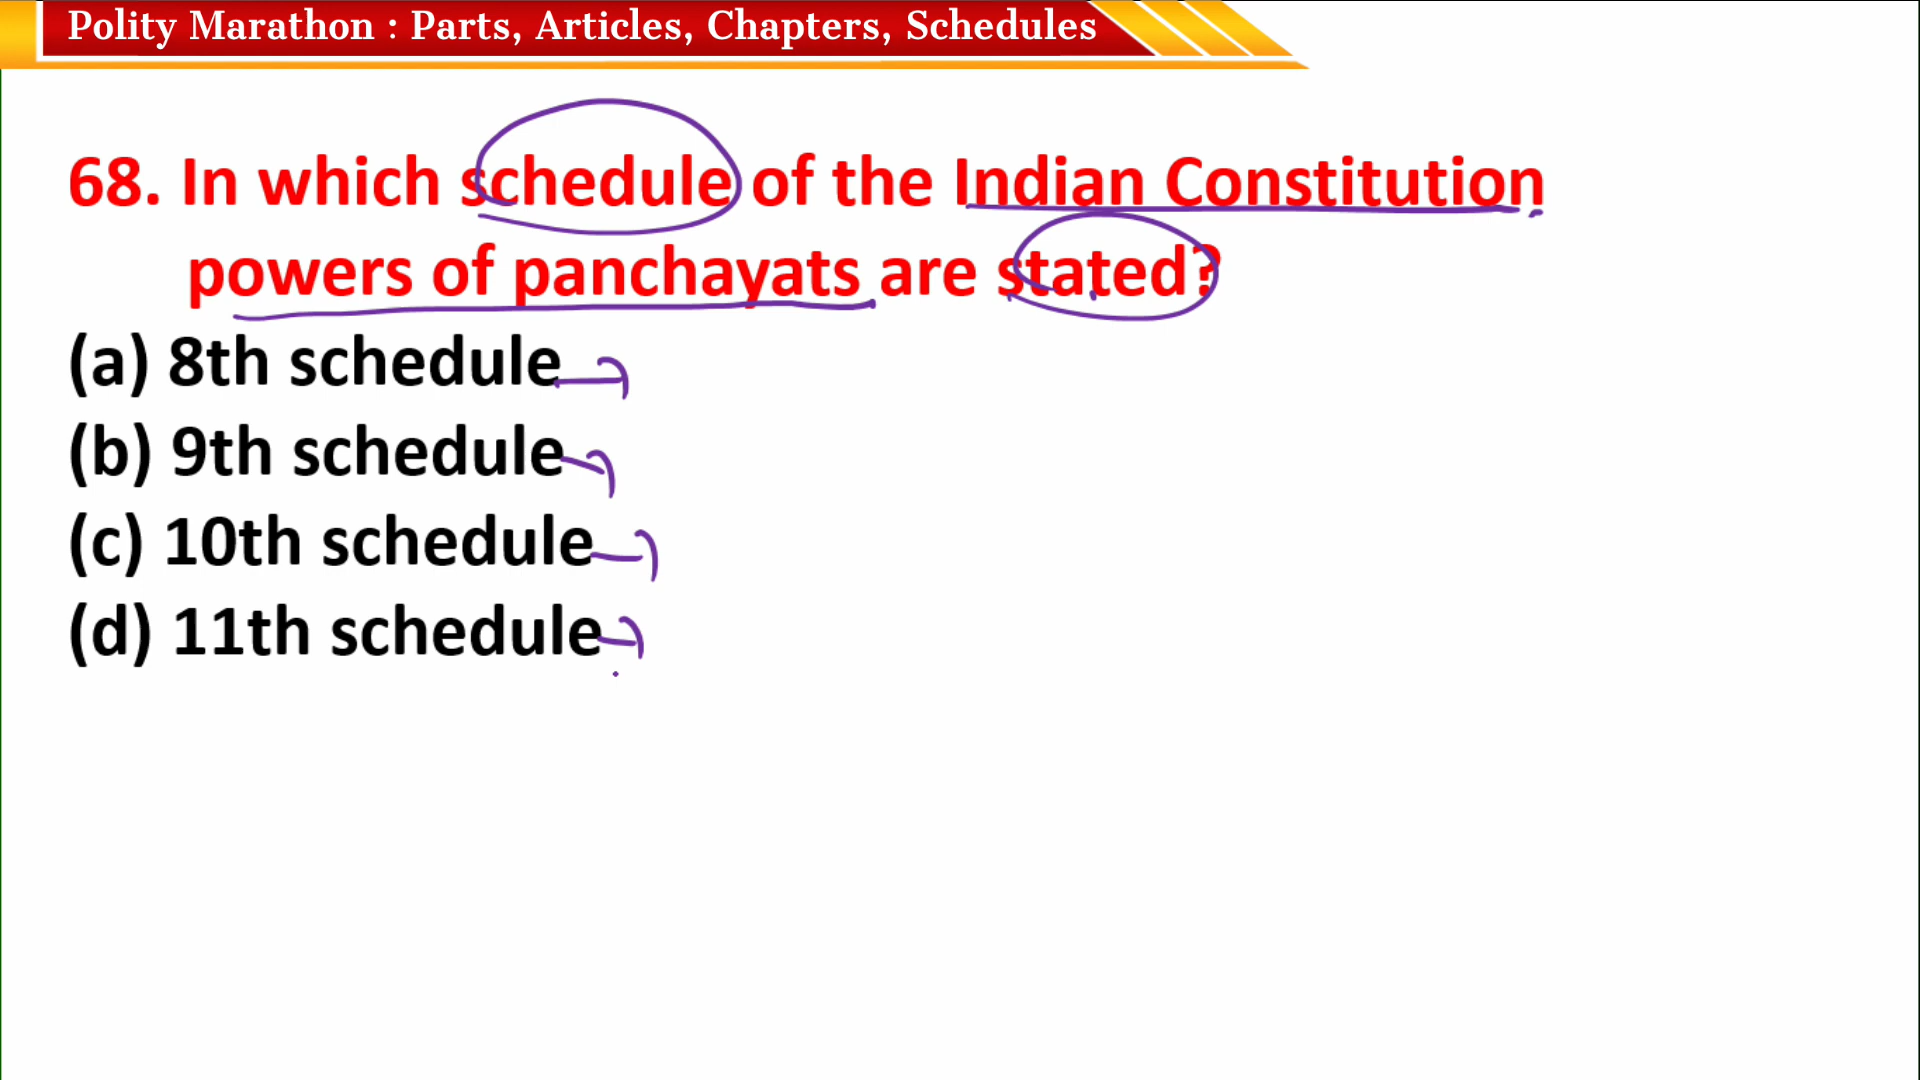 Polity Marathon : Parts, Articles, Chapters, Schedules
68. In which schedule of the Indian Constitution
powers of panchayats are stated?
(a) 8th schedule
(b) 9th schedule
(c) 10th schedule
(d) 11th schedule